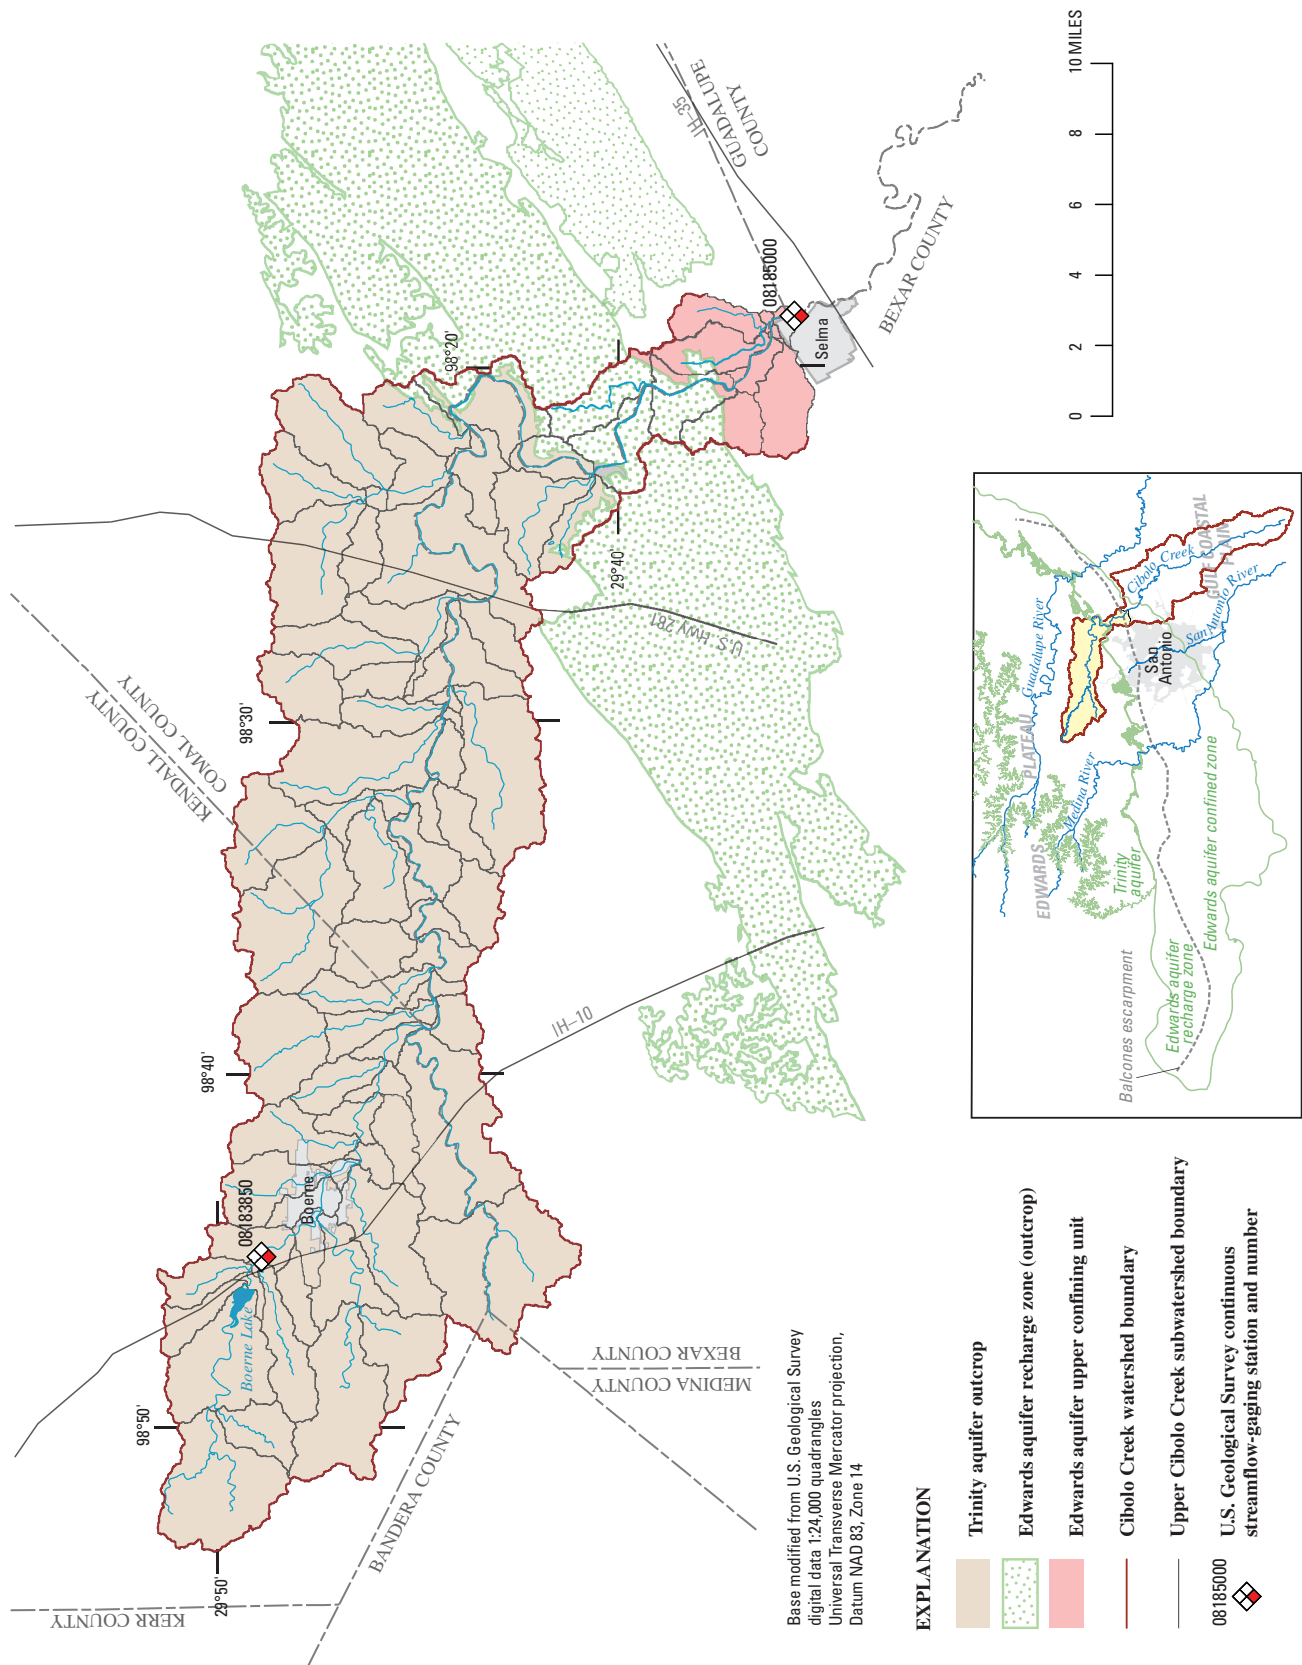 KERR COUNTY
BANDERA COUNTY
MEDINA COUNTY
BEXAR COUNTY
KENDALL COUNTY
COMAL COUNTY
GUADALUPE
COUNTY
BEXAR COUNTY
29°50'
98°50'
98°40'
98°30'
98°20'
29°40'
Boerne Lake
08183850
Boerne
IH–10
U.S. HWY 281
IH–35
08185000
Selma
0
2
4
6
8
10 MILES
Base modified from U.S. Geological Survey
digital data 1:24,000 quadrangles
Universal Transverse Mercator projection,
Datum NAD 83, Zone 14
EXPLANATION
Trinity aquifer outcrop
Edwards aquifer recharge zone (outcrop)
Edwards aquifer upper confining unit
Cibolo Creek watershed boundary
Upper Cibolo Creek subwatershed boundary
08185000
U.S. Geological Survey continuous
streamflow-gaging station and number
EDWARDS
PLATEAU
Guadalupe River
Medina River
Trinity
aquifer
Cibolo Creek
San
Antonio
San Antonio River
GULF COASTAL
PLAIN
Balcones escarpment
Edwards aquifer
recharge zone
Edwards aquifer confined zone